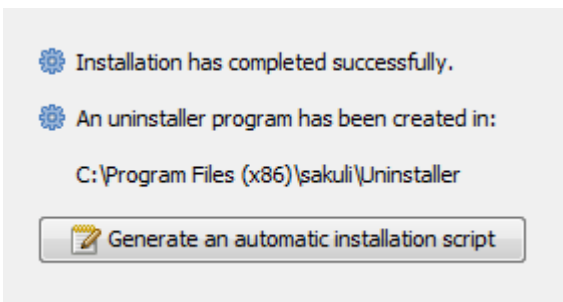 Installation has completed successfully.
An uninstaller program has been created in:
C:\Program Files (x86)\sakuli\Uninstaller
Generate an automatic installation script